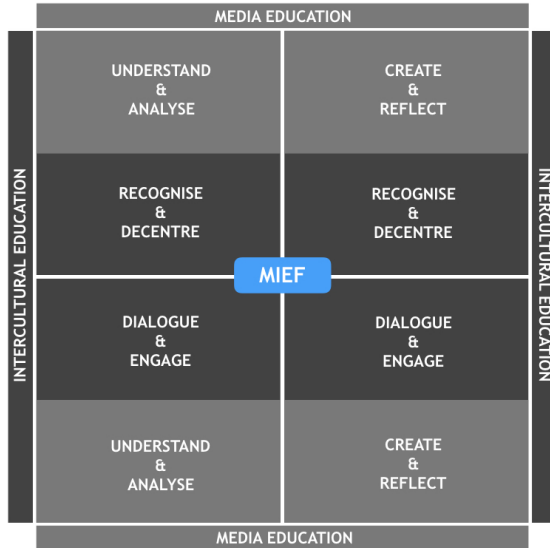 MEDIA EDUCATION
INTERCULTURAL EDUCATION
UNDERSTAND
&
ANALYSE
CREATE
&
REFLECT
RECOGNISE
&
DECENTRE
RECOGNISE
&
DECENTRE
MIEF
DIALOGUE
&
ENGAGE
DIALOGUE
&
ENGAGE
UNDERSTAND
&
ANALYSE
CREATE
&
REFLECT
INTERCULTURAL EDUCATION
MEDIA EDUCATION